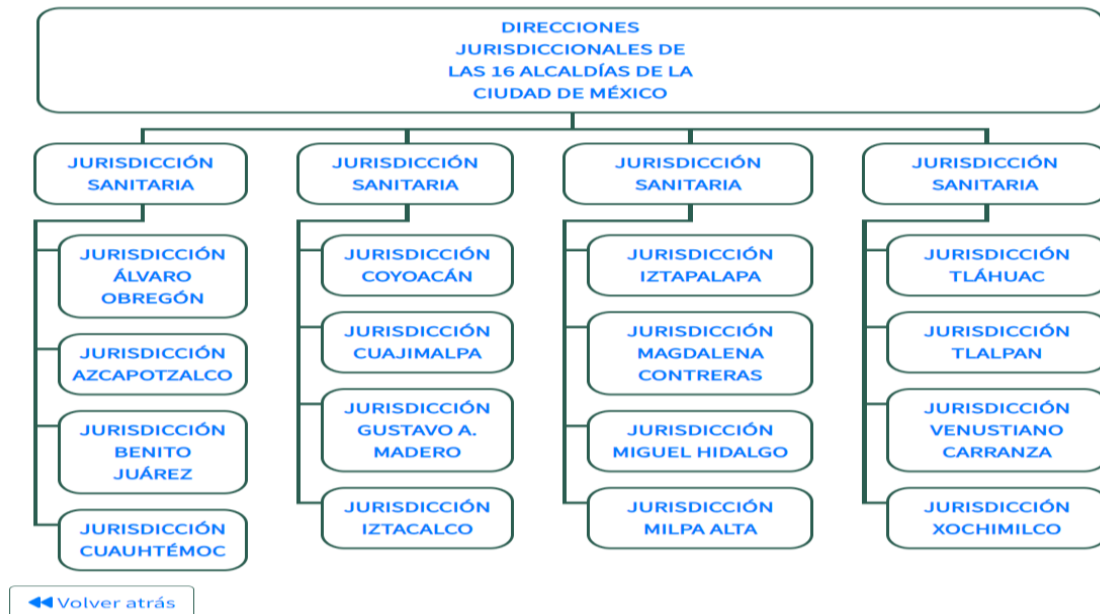 DIRECCIONES
JURISDICCIONALES DE
LAS 16 ALCALDÍAS DE LA
CIUDAD DE MÉXICO
JURISDICCIÓN
SANITARIA
JURISDICCIÓN
ÁLVARO
OBREGÓN
JURISDICCIÓN
AZCAPOTZALCO
JURISDICCIÓN
BENITO
JUÁREZ
JURISDICCIÓN
CUAUHTÉMOC
JURISDICCIÓN
SANITARIA
JURISDICCIÓN
COYOACÁN
JURISDICCIÓN
CUAJIMALPA
JURISDICCIÓN
GUSTAVO A.
MADERO
JURISDICCIÓN
IZTACALCO
JURISDICCIÓN
SANITARIA
JURISDICCIÓN
IZTAPALAPA
JURISDICCIÓN
MAGDALENA
CONTRERAS
JURISDICCIÓN
MIGUEL HIDALGO
JURISDICCIÓN
MILPA ALTA
JURISDICCIÓN
SANITARIA
JURISDICCIÓN
TLÁHUAC
JURISDICCIÓN
TLALPAN
JURISDICCIÓN
VENUSTIANO
CARRANZA
JURISDICCIÓN
XOCHIMILCO
Volver atrás